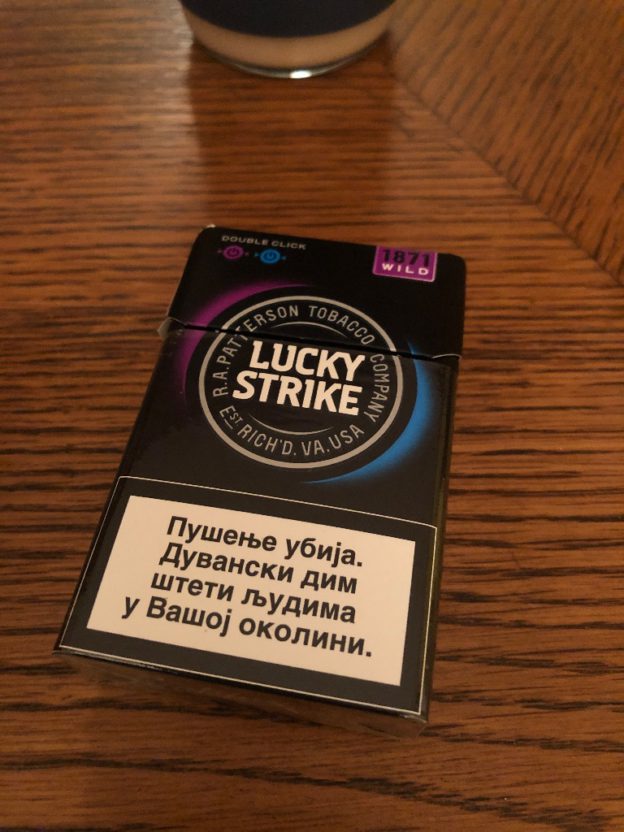 DOUBLE CLICK
1871
WILD
R.A.PATTERSON TOBACCO COMPANY
LUCKY
STRIKE
EST RICH'D. VA. USA
Пушење убија.
Дувански дим
штети људима
у Вашој околини.